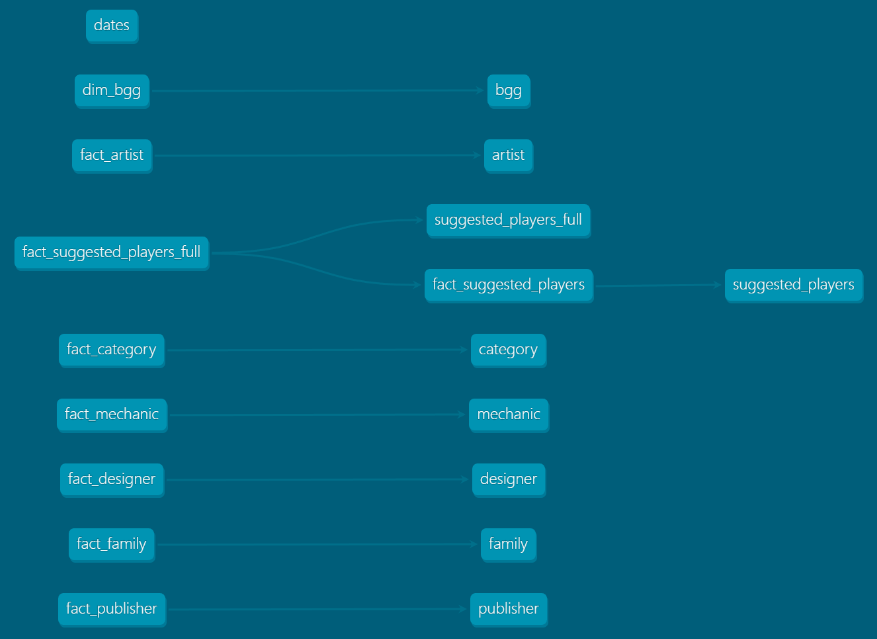 dates
dim_bgg
bgg
fact_artist
artist
suggested_players_full
fact_suggested_players_full
fact_suggested_players
suggested_players
fact_category
category
fact_mechanic
mechanic
fact_designer
designer
fact_family
family
fact_publisher
publisher